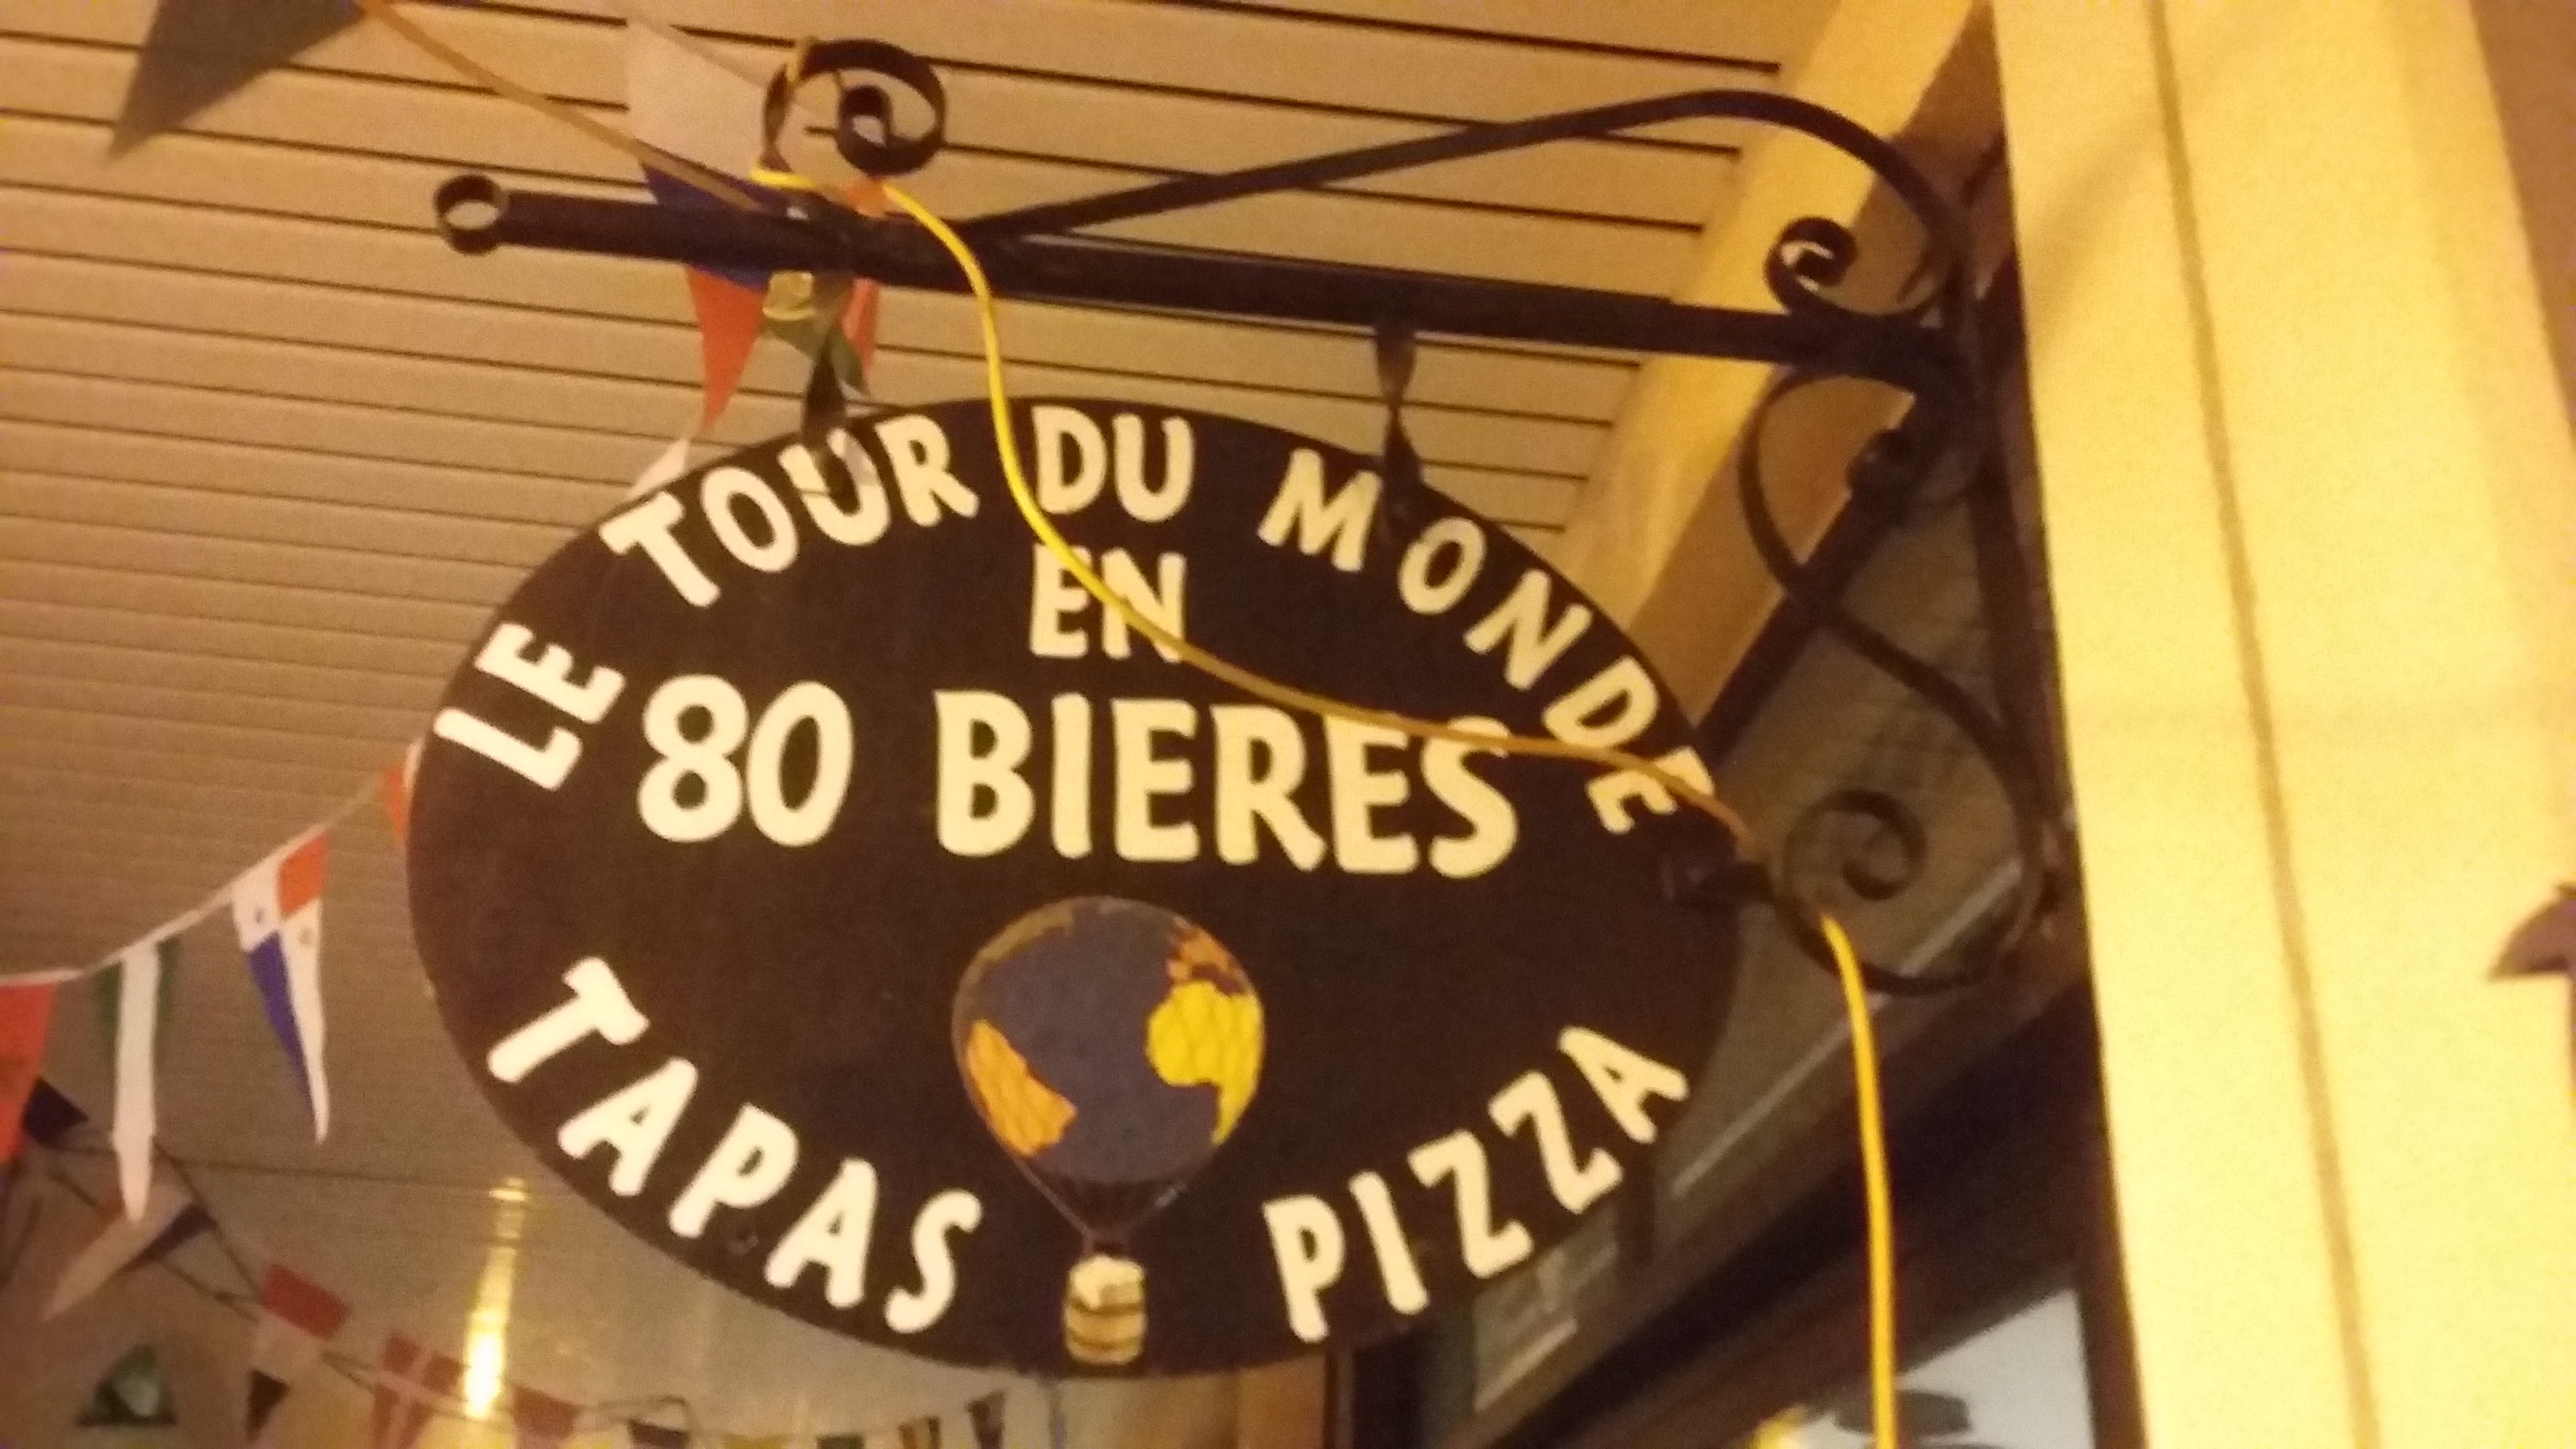 LE TOUR DU MONDE
EN
80 BIERES
TAPAS PIZZA